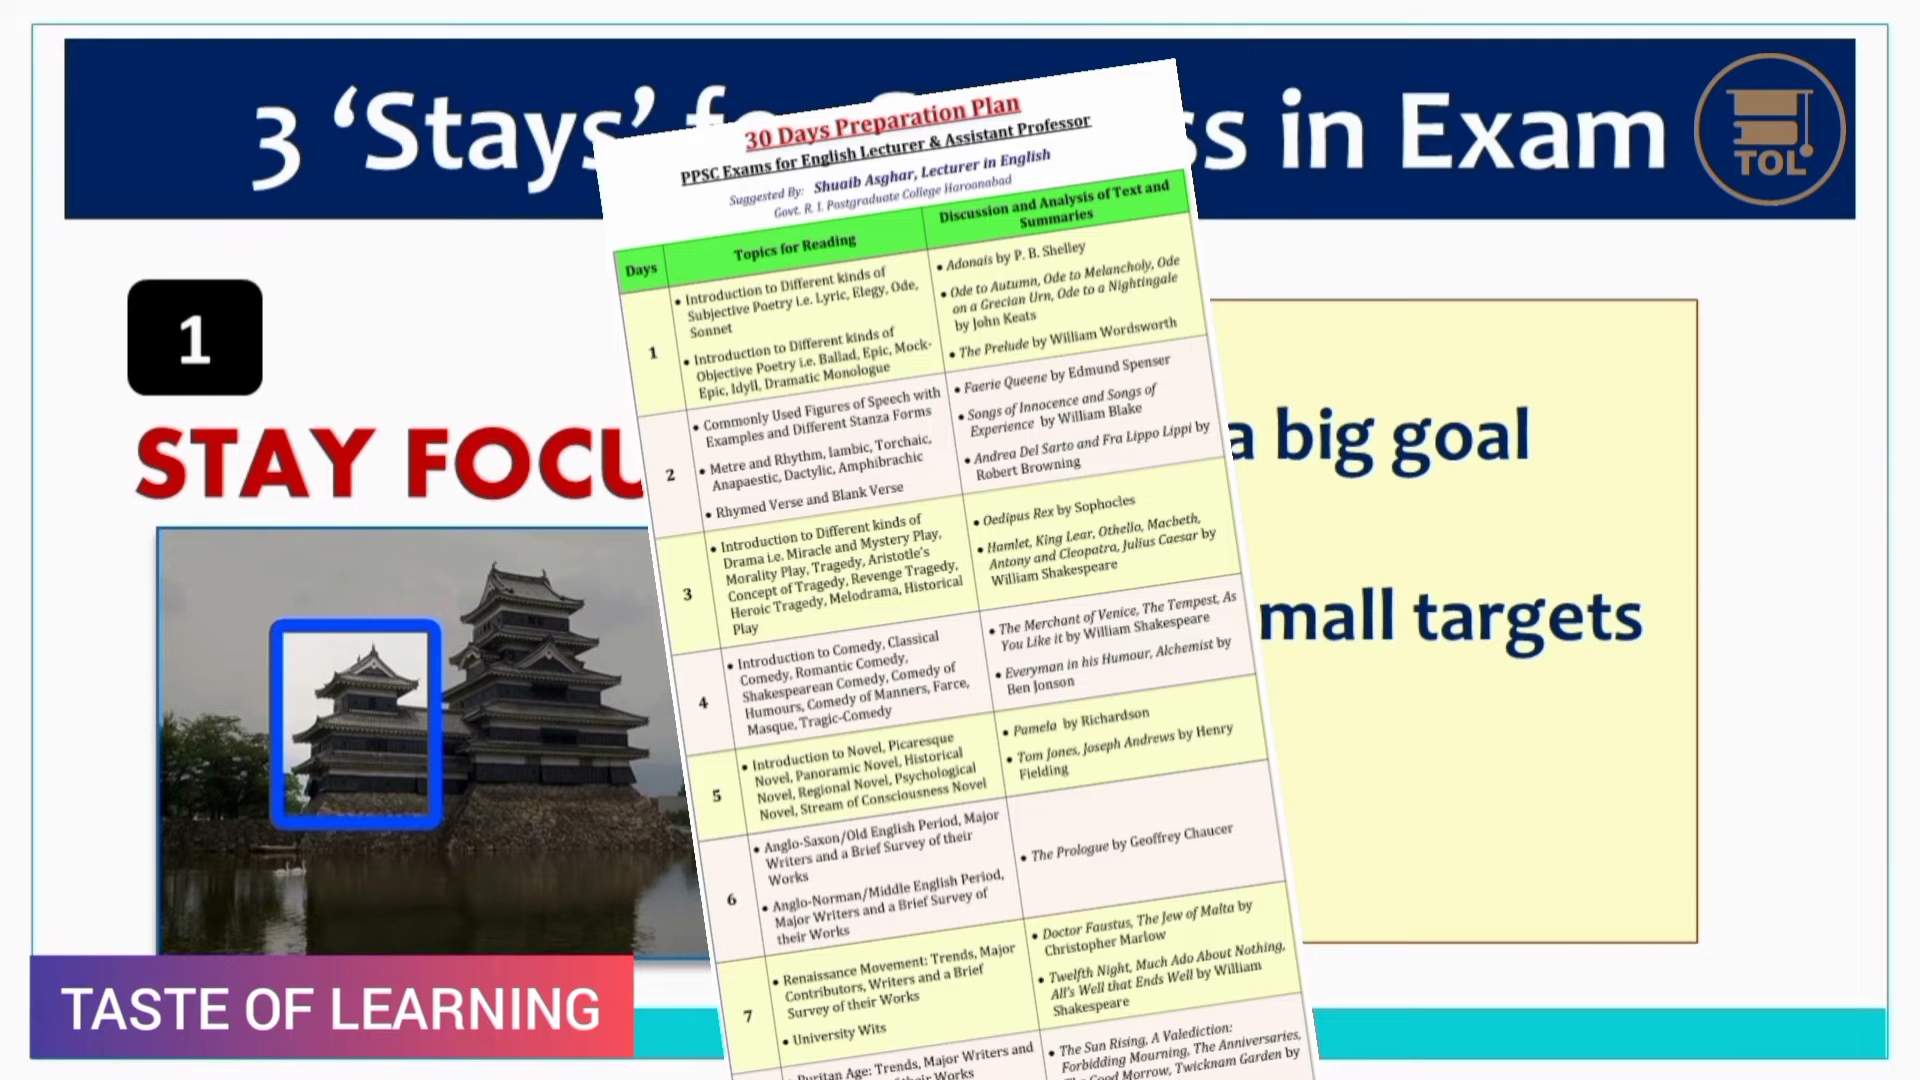 3 ‘Stays’ ss in Exam
TOL
1
STAY FOCU
a big goal
mall targets
TASTE OF LEARNING
30 Days Preparation Plan
PPSC Exams for English Lecturer & Assistant Professor
Suggested By: Shuaib Asghar, Lecturer in English
Govt. R. I. Postgraduate College Haroonabad
Days
Topics for Reading
Discussion and Analysis of Text and
Summaries
1
• Introduction to Different kinds of
Subjective Poetry i.e. Lyric, Elegy, Ode,
Sonnet
• Introduction to Different kinds of
Objective Poetry i.e. Ballad, Epic, Mock-
Epic, Idyll, Dramatic Monologue
• Adonais by P. B. Shelley
• Ode to Autumn, Ode to Melancholy, Ode
on a Grecian Urn, Ode to a Nightingale
by John Keats
• The Prelude by William Wordsworth
2
• Commonly Used Figures of Speech with
Examples and Different Stanza Forms
• Metre and Rhythm, Iambic, Torchaic,
Anapaestic, Dactylic, Amphibrachic
• Rhymed Verse and Blank Verse
• Faerie Queene by Edmund Spenser
• Songs of Innocence and Songs of
Experience by William Blake
• Andrea Del Sarto and Fra Lippo Lippi by
Robert Browning
3
• Introduction to Different kinds of
Drama i.e. Miracle and Mystery Play,
Morality Play, Tragedy, Aristotle’s
Concept of Tragedy, Revenge Tragedy,
Heroic Tragedy, Melodrama, Historical
Play
• Oedipus Rex by Sophocles
• Hamlet, King Lear, Othello, Macbeth,
Antony and Cleopatra, Julius Caesar by
William Shakespeare
4
• Introduction to Comedy, Classical
Comedy, Romantic Comedy,
Shakespearean Comedy, Comedy of
Humours, Comedy of Manners, Farce,
Masque, Tragic-Comedy
• The Merchant of Venice, The Tempest, As
You Like it by William Shakespeare
• Everyman in his Humour, Alchemist by
Ben Jonson
5
• Introduction to Novel, Picaresque
Novel, Panoramic Novel, Historical
Novel, Regional Novel, Psychological
Novel, Stream of Consciousness Novel
• Pamela by Richardson
• Tom Jones, Joseph Andrews by Henry
Fielding
6
• Anglo-Saxon/Old English Period, Major
Writers and a Brief Survey of their
Works
• Anglo-Norman/Middle English Period,
Major Writers and a Brief Survey of
their Works
• The Prologue by Geoffrey Chaucer
7
• Renaissance Movement: Trends, Major
Contributors, Writers and a Brief
Survey of their Works
• University Wits
• Doctor Faustus, The Jew of Malta by
Christopher Marlow
• Twelfth Night, Much Ado About Nothing,
All’s Well that Ends Well by William
Shakespeare
Puritan Age: Trends, Major Writers and
their Works
• The Sun Rising, A Valediction:
Forbidding Mourning, The Anniversaries,
Good Morrow, Twicknam Garden by